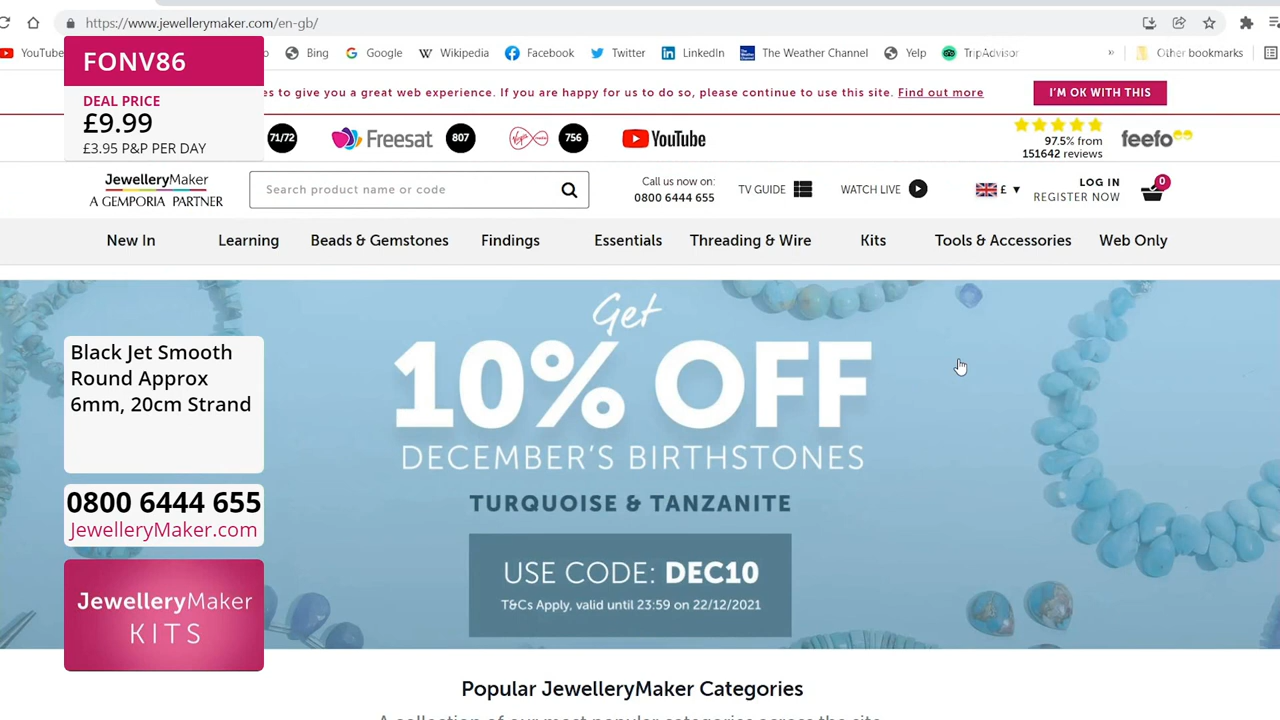 https://www.jewellerymaker.com/en-gb/
YouTube
Bing
Google
Wikipedia
Facebook
Twitter
LinkedIn
The Weather Channel
Yelp
TripAdvisor
»
Other bookmarks
FONV86
DEAL PRICE
£9.99
£3.95 P&P PER DAY
es to give you a great web experience. If you are happy for us to do so, please continue to use this site. Find out more
I'M OK WITH THIS
71/72
Freesat
807
Virgin
756
YouTube
97.5% from
151642 reviews
feefo
JewelleryMaker
A GEMPORIA PARTNER
Search product name or code
Call us now on:
0800 6444 655
TV GUIDE
WATCH LIVE
£
LOG IN
REGISTER NOW
0
New In
Learning
Beads & Gemstones
Findings
Essentials
Threading & Wire
Kits
Tools & Accessories
Web Only
Get
10% OFF
DECEMBER'S BIRTHSTONES
TURQUOISE & TANZANITE
USE CODE: DEC10
T&Cs Apply, valid until 23:59 on 22/12/2021
Black Jet Smooth
Round Approx
6mm, 20cm Strand
0800 6444 655
JewelleryMaker.com
JewelleryMaker
KITS
Popular JewelleryMaker Categories
A collection of our most popular categories across the site